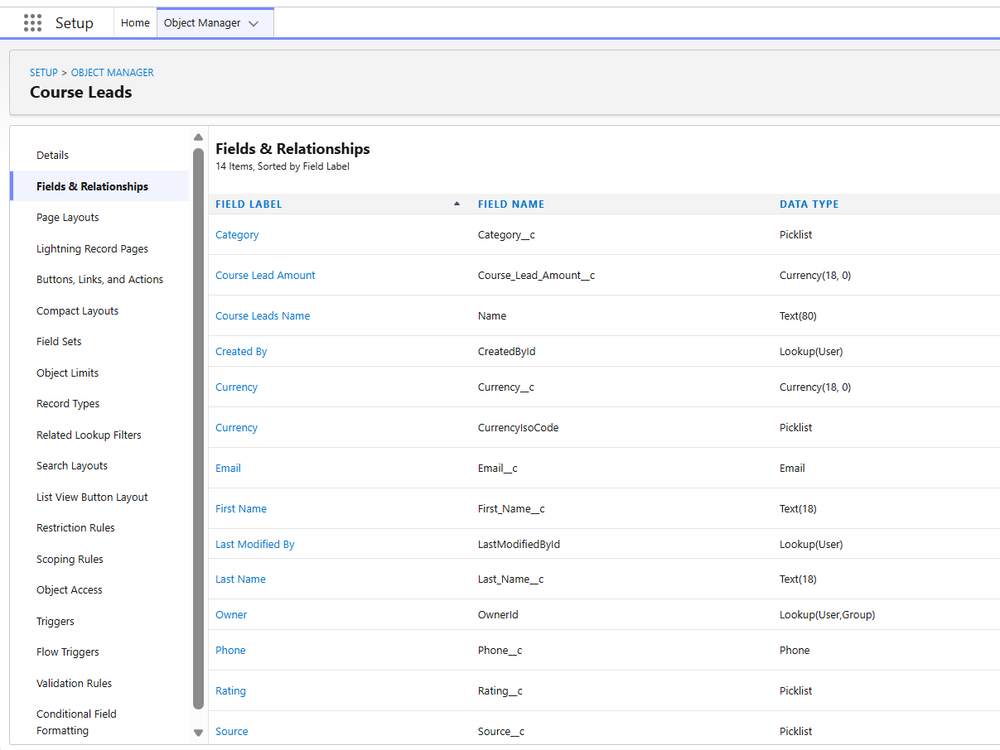 Setup Home Object Manager
SETUP > OBJECT MANAGER
Course Leads
Details
Fields & Relationships
Page Layouts
Lightning Record Pages
Buttons, Links, and Actions
Compact Layouts
Field Sets
Object Limits
Record Types
Related Lookup Filters
Search Layouts
List View Button Layout
Restriction Rules
Scoping Rules
Object Access
Triggers
Flow Triggers
Validation Rules
Conditional Field
Formatting
Fields & Relationships
14 Items, Sorted by Field Label
FIELD LABEL FIELD NAME DATA TYPE
Category Category__c Picklist
Course Lead Amount Course_Lead_Amount__c Currency(18, 0)
Course Leads Name Name Text(80)
Created By CreatedById Lookup(User)
Currency Currency__c Currency(18, 0)
Currency CurrencyIsoCode Picklist
Email Email__c Email
First Name First_Name__c Text(18)
Last Modified By LastModifiedById Lookup(User)
Last Name Last_Name__c Text(18)
Owner OwnerId Lookup(User,Group)
Phone Phone__c Phone
Rating Rating__c Picklist
Source Source__c Picklist